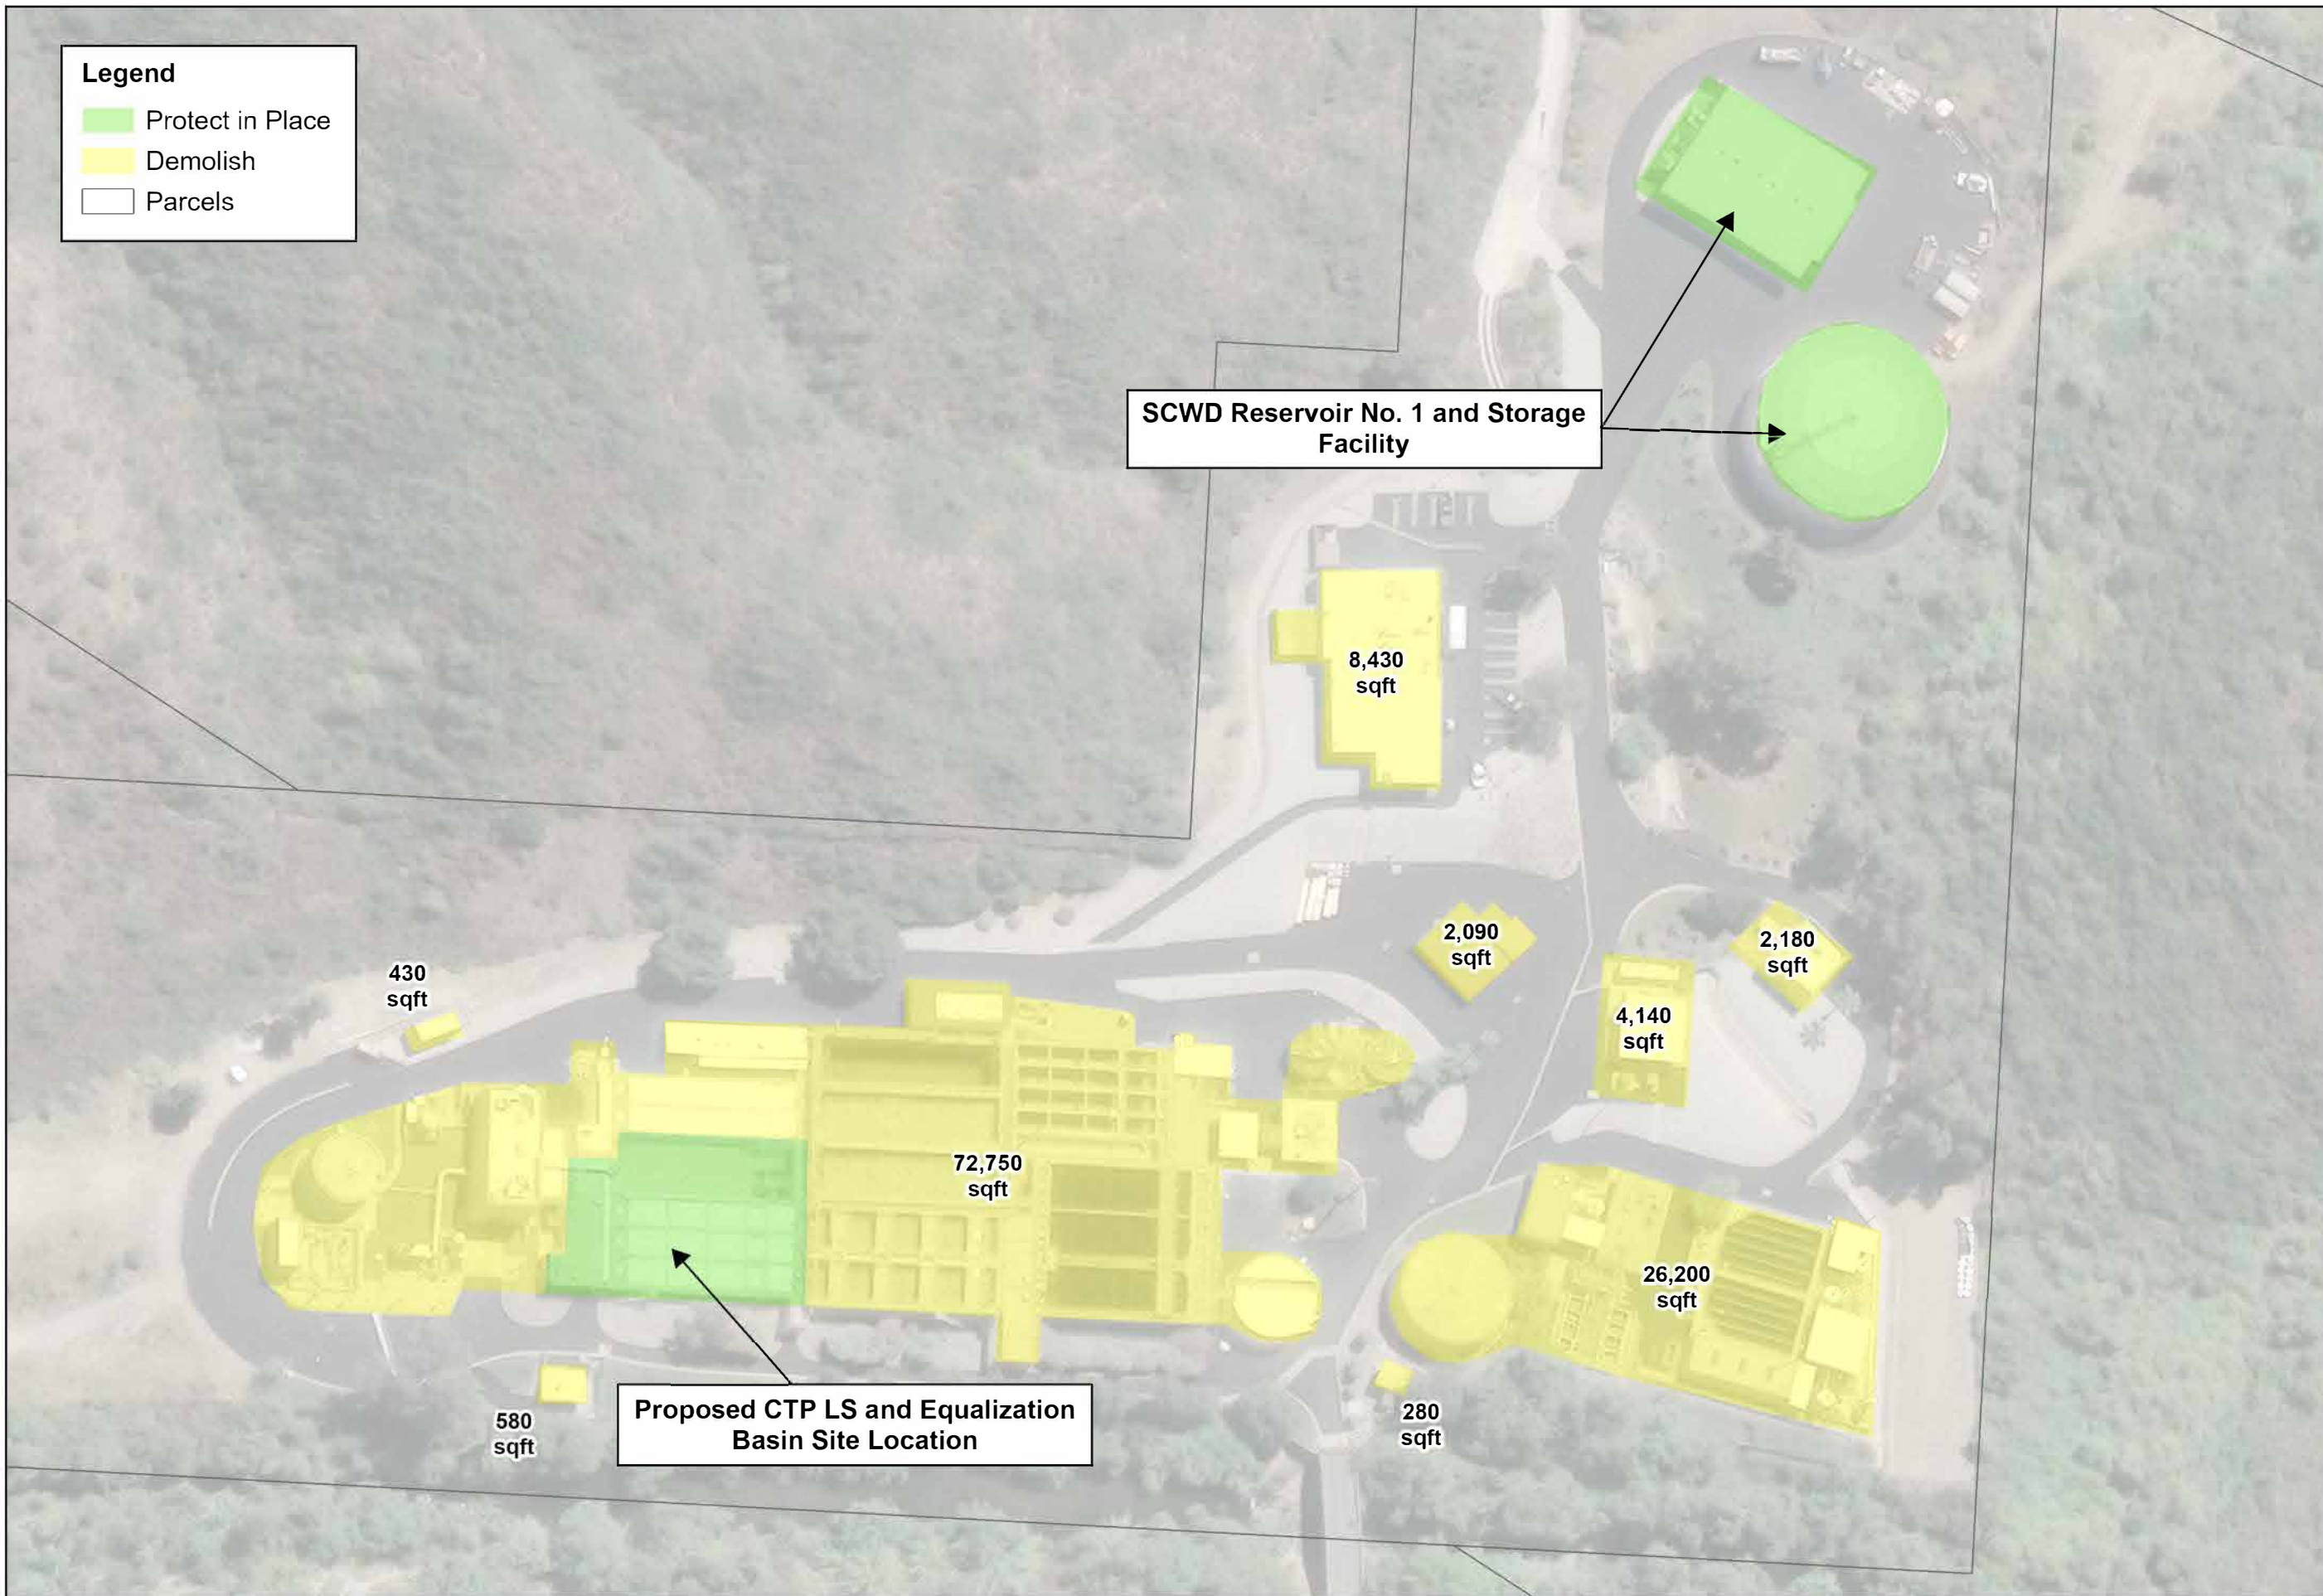 Legend
Protect in Place
Demolish
Parcels
SCWD Reservoir No. 1 and Storage
Facility
8,430
sqft
2,090
sqft
2,180
sqft
430
sqft
4,140
sqft
72,750
sqft
26,200
sqft
Proposed CTP LS and Equalization
Basin Site Location
580
sqft
280
sqft